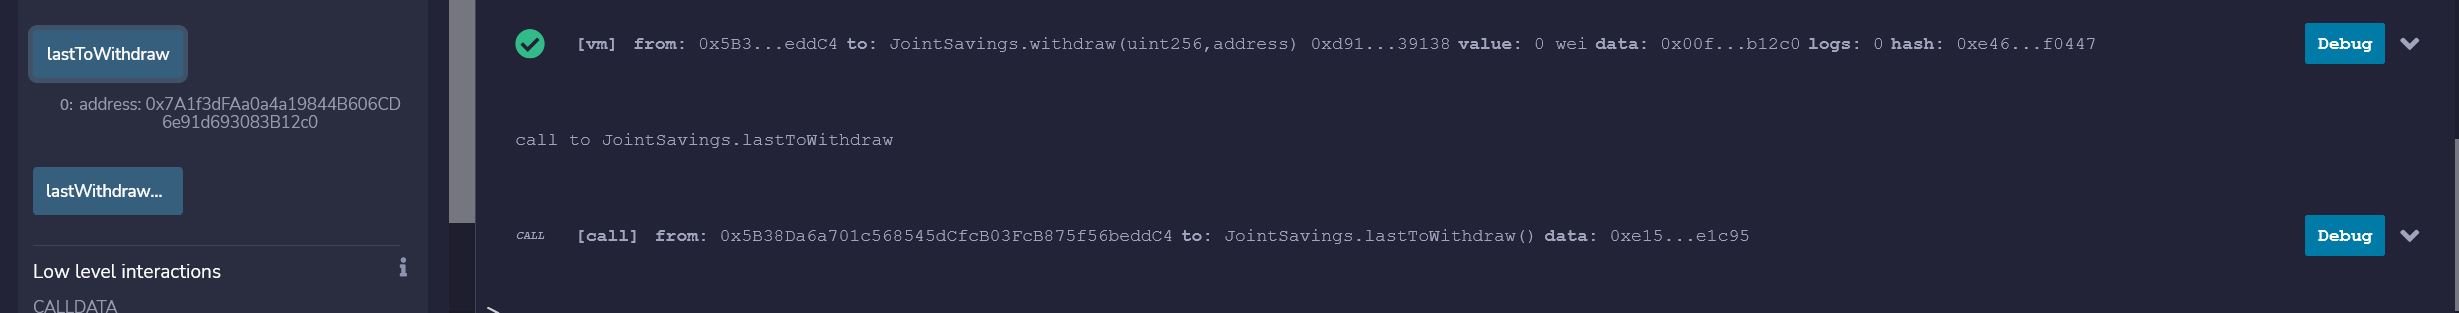 lastToWithdraw
0: address: 0x7A1f3dFAa0a4a19844B606CD
6e91d693083B12c0
lastWithdraw...
Low level interactions
CALLDATA
[vm] from: 0x5B3...eddC4 to: JointSavings.withdraw(uint256,address) 0xd91...39138 value: 0 wei data: 0x00f...b12c0 logs: 0 hash: 0xe46...f0447
Debug
call to JointSavings.lastToWithdraw
CALL [call] from: 0x5B38Da6a701c568545dCfcB03FcB875f56beddC4 to: JointSavings.lastToWithdraw() data: 0xe15...e1c95
Debug
>